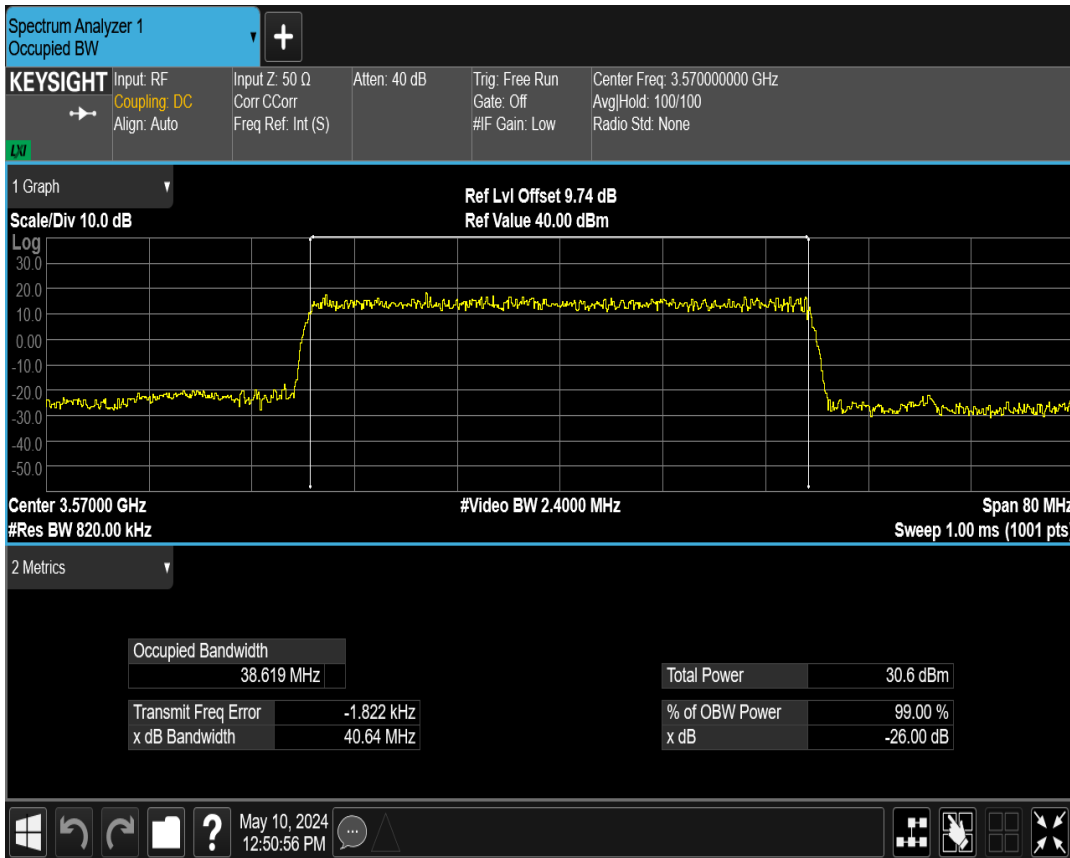 Spectrum Analyzer 1
Occupied BW
+
KEYSIGHT
LXI
Input: RF
Coupling: DC
Align: Auto
Input Z: 50 Ω
Corr CCorr
Freq Ref: Int (S)
Atten: 40 dB
Trig: Free Run
Gate: Off
#IF Gain: Low
Center Freq: 3.570000000 GHz
Avg|Hold: 100/100
Radio Std: None
1 Graph
Scale/Div 10.0 dB
Ref Lvl Offset 9.74 dB
Ref Value 40.00 dBm
Log
30.0
20.0
10.0
0.00
-10.0
-20.0
-30.0
-40.0
-50.0
Center 3.57000 GHz
#Video BW 2.4000 MHz
Span 80 MHz
#Res BW 820.00 kHz
Sweep 1.00 ms (1001 pts)
2 Metrics
Occupied Bandwidth
38.619 MHz
Total Power 30.6 dBm
Transmit Freq Error -1.822 kHz
% of OBW Power 99.00 %
x dB Bandwidth 40.64 MHz
x dB -26.00 dB
?
May 10, 2024
12:50:56 PM
...